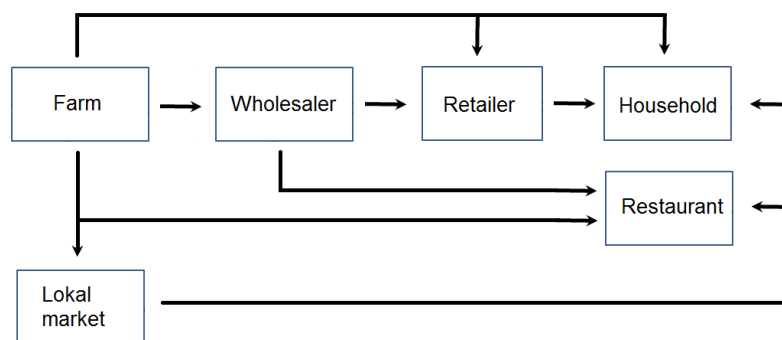 Farm
Wholesaler
Retailer
Household
Restaurant
Lokal
market